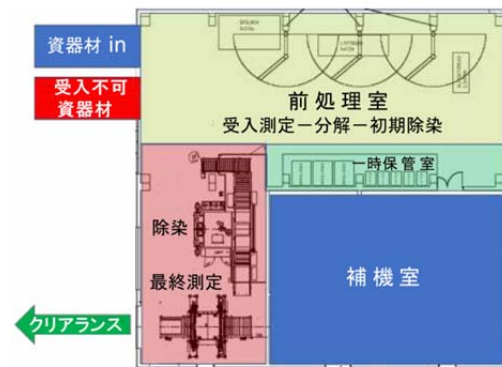 資器材 in
受入不可
資器材
前処理室
受入測定－分解－初期除染
一時保管室
除染
最終測定
補機室
クリアランス